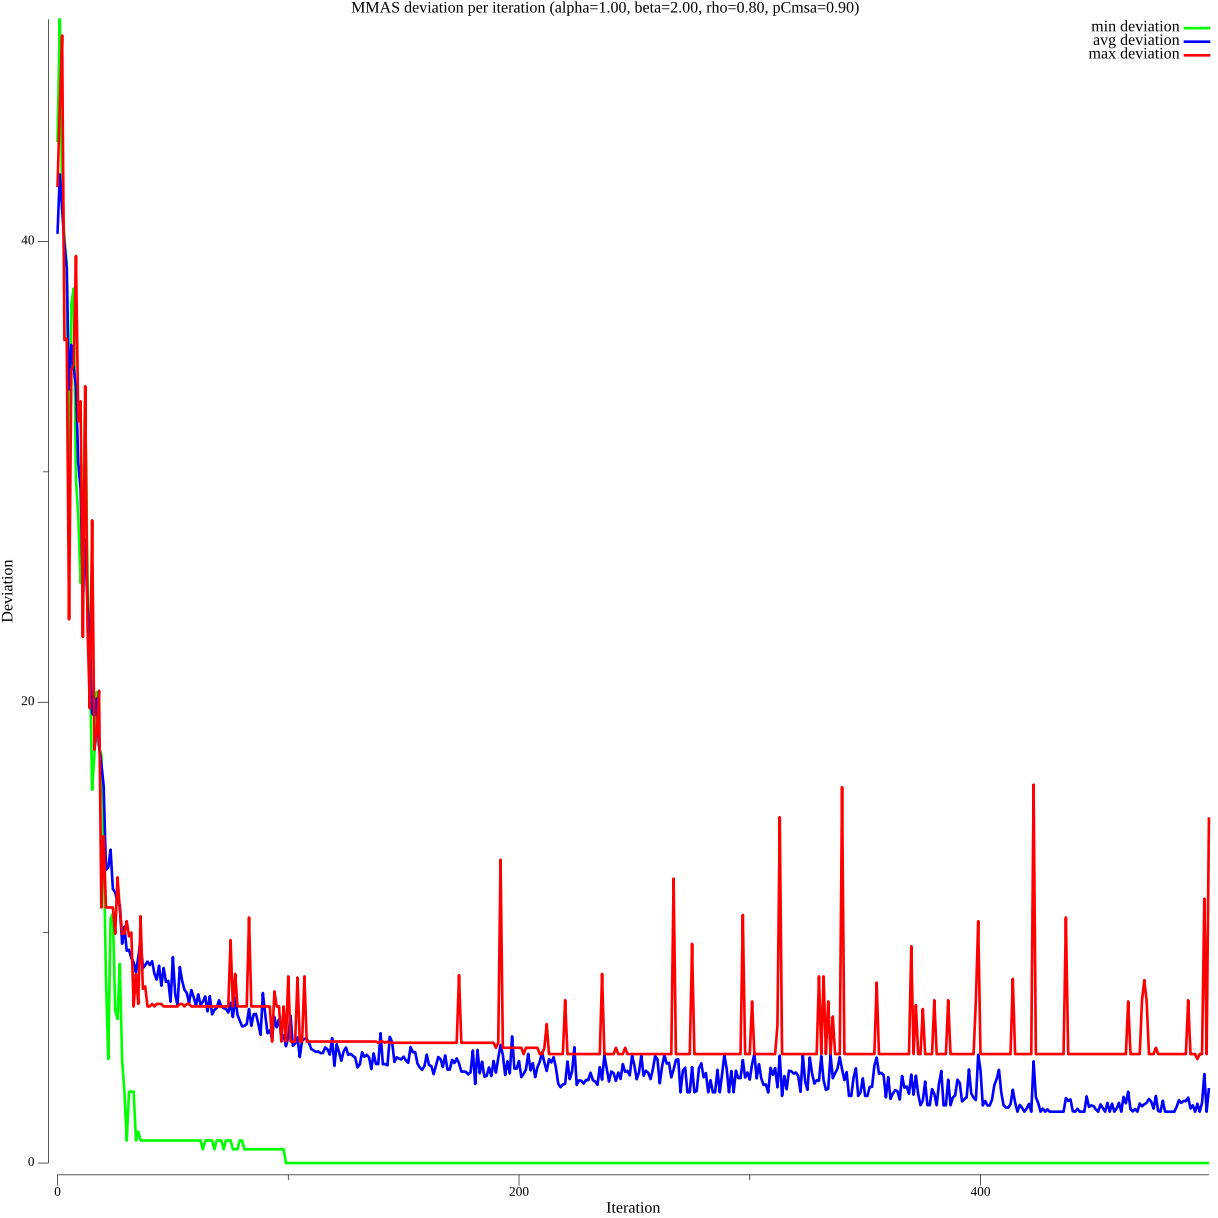 MMAS deviation per iteration (alpha=1.00, beta=2.00, rho=0.80, pCmsa=0.90)
min deviation
avg deviation
max deviation
40
20
0
Deviation
0
200
400
Iteration